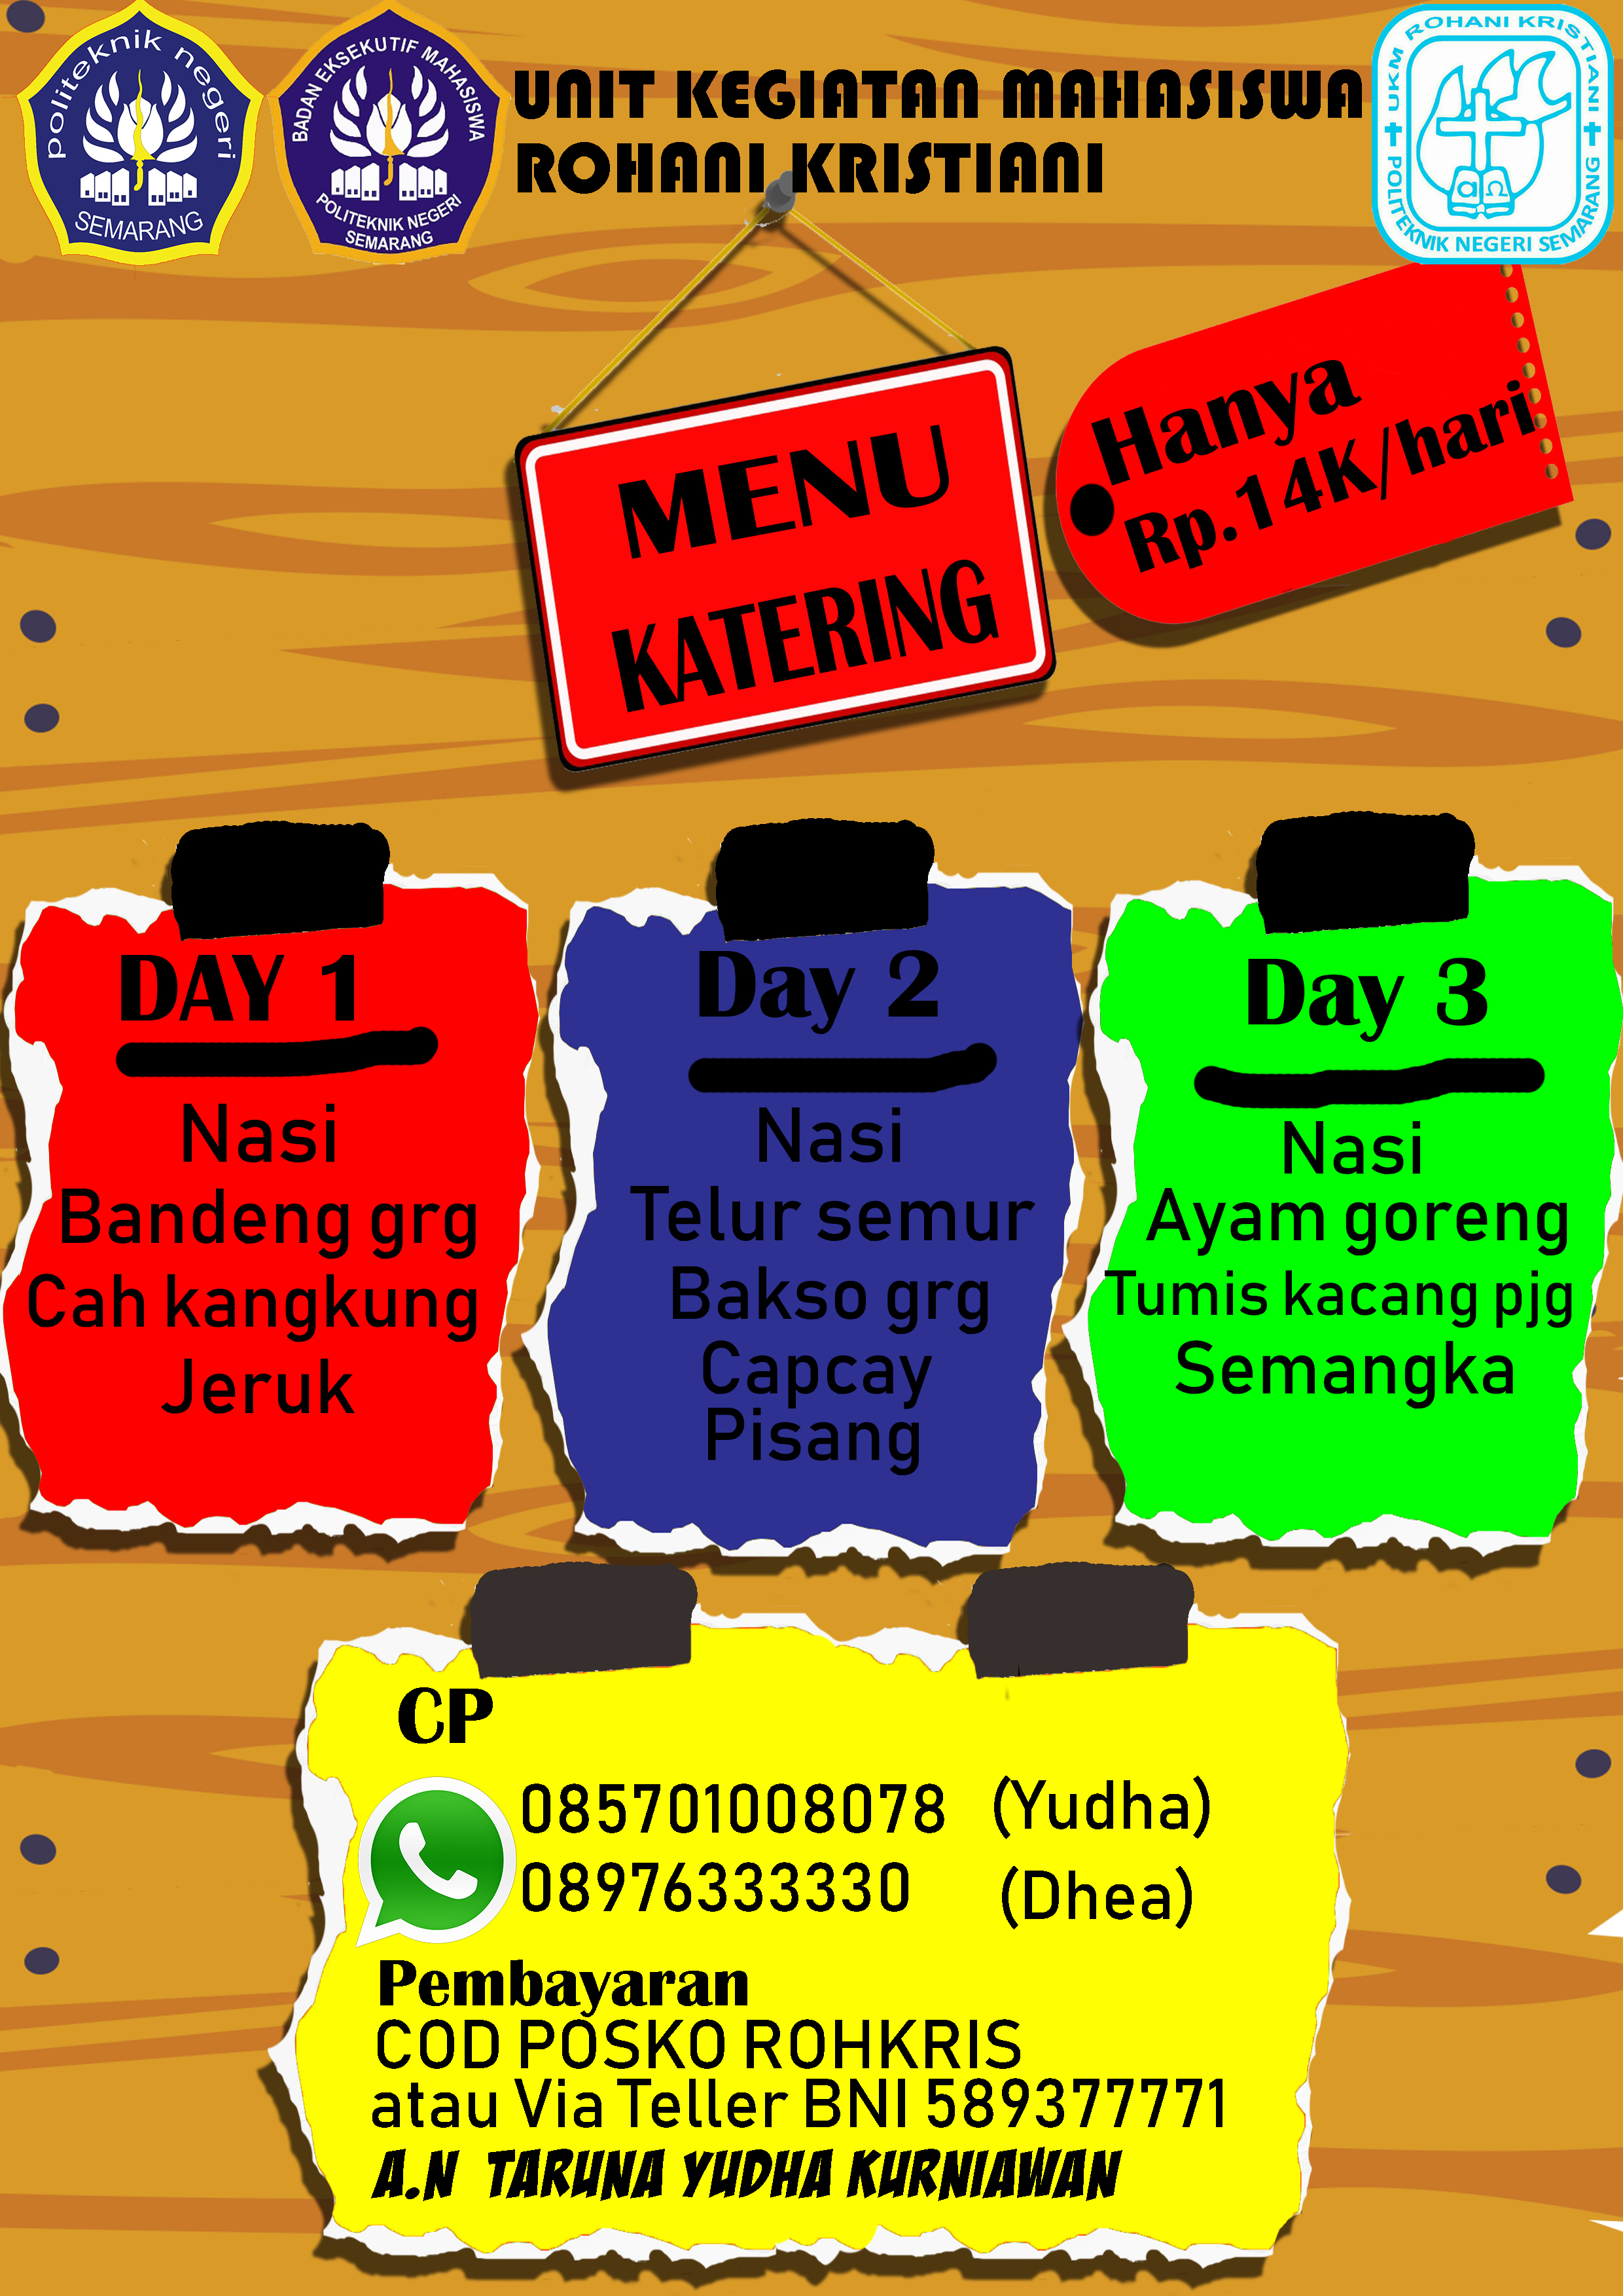 politeknik negeri
SEMARANG
BADAN EKSEKUTIF MAHASISWA
POLITEKNIK NEGERI
SEMARANG
UNIT KEGIATAN MAHASISWA
ROHANI KRISTIANI
UKM ROHANI KRISTIANI
POLITEKNIK NEGERI SEMARANG
α Ω
MENU
KATERING
Hanya
Rp.14K/hari
DAY 1
Nasi
Bandeng grg
Cah kangkung
Jeruk
Day 2
Nasi
Telur semur
Bakso grg
Capcay
Pisang
Day 3
Nasi
Ayam goreng
Tumis kacang pjg
Semangka
CP
085701008078 (Yudha)
08976333330 (Dhea)
Pembayaran
COD POSKO ROHKRIS
atau Via Teller BNI 589377771
A.N TARUNA YUDHA KURNIAWAN